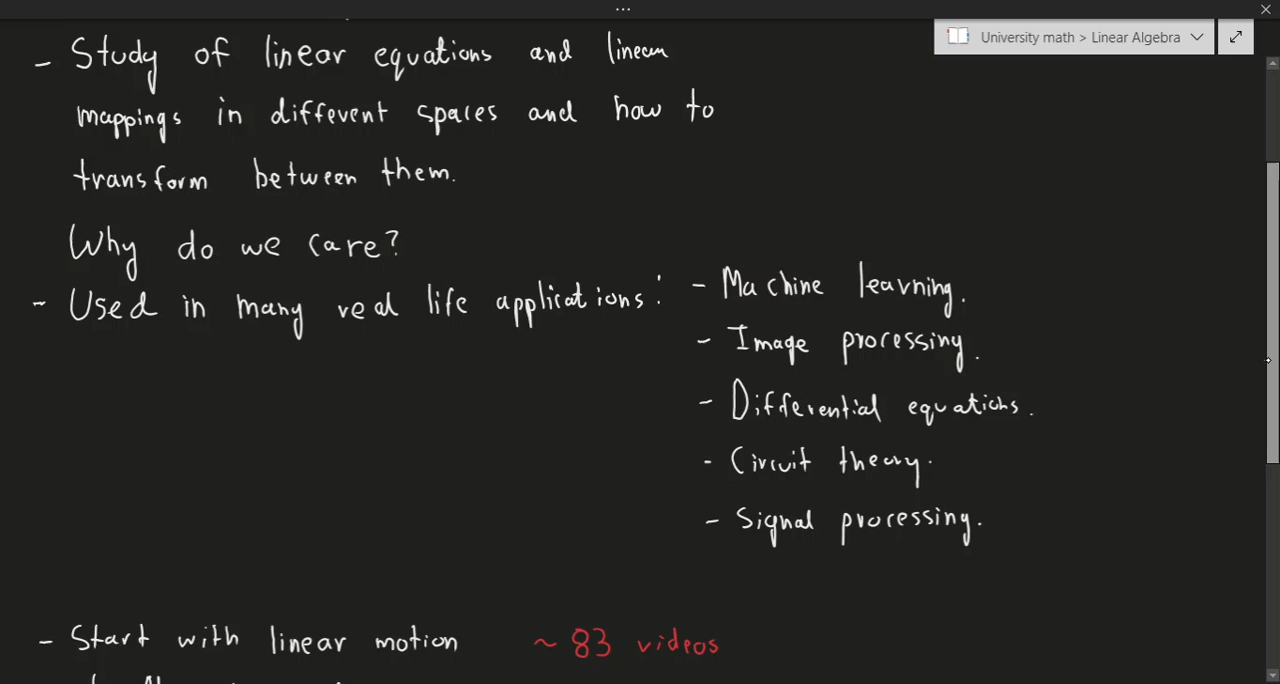 University math > Linear Algebra
- Study of linear equations and linear
mappings in different spaces and how to
transform between them.
Why do we care?
- Used in many real life applications:
- Machine learning.
- Image processing.
- Differential equations.
- Circuit theory.
- Signal processing.
- Start with linear motion ~ 83 videos